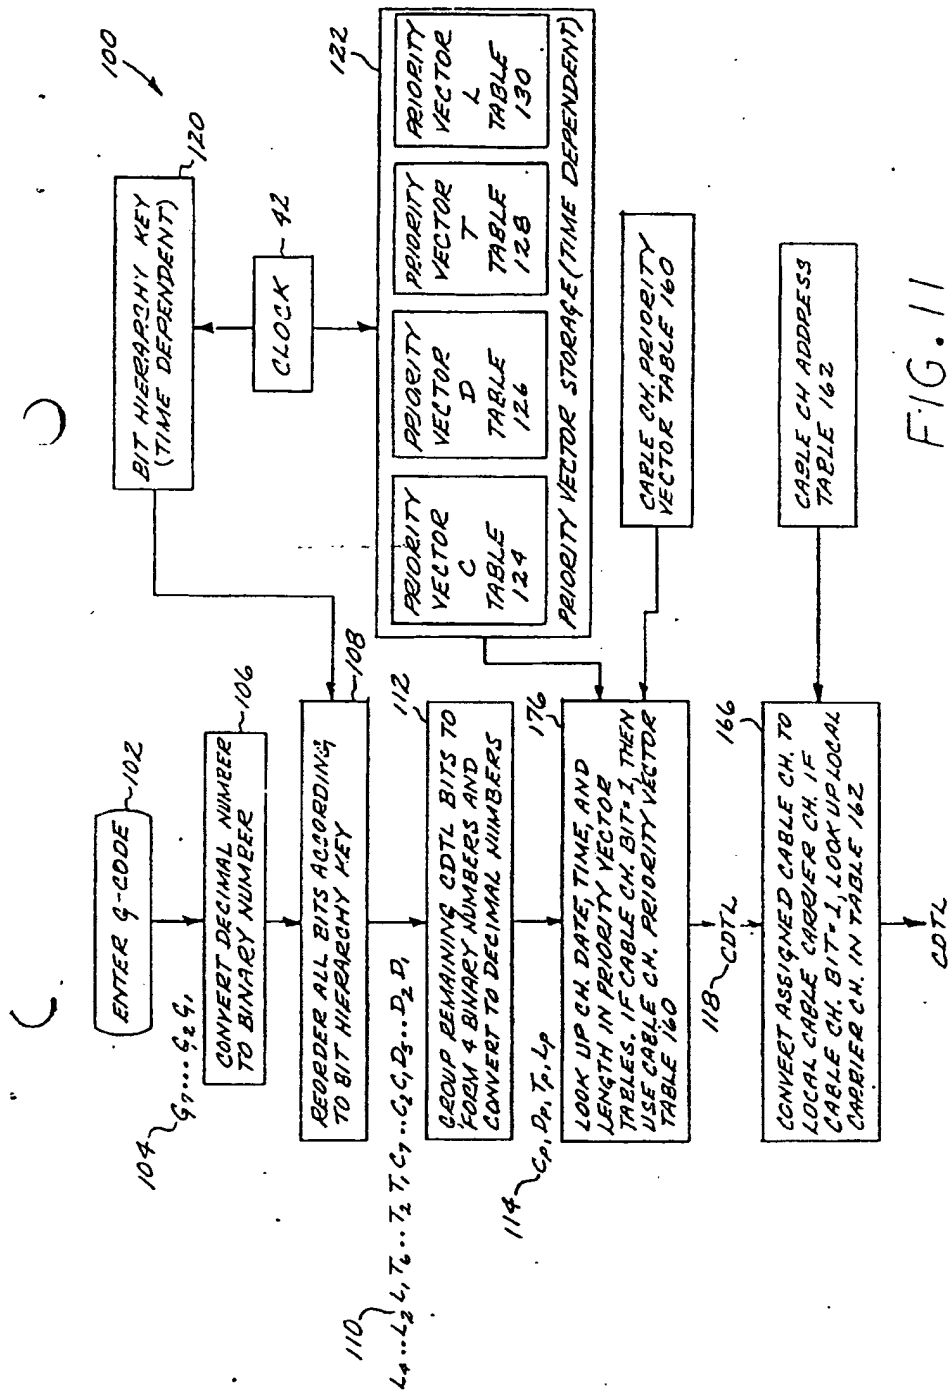 100
ENTER G-CODE
102
104
G7....G2G1
CONVERT DECIMAL NUMBER
TO BINARY NUMBER
106
BIT HIERARCHY KEY
(TIME DEPENDENT)
120
CLOCK
42
REORDER ALL BITS ACCORDING
TO BIT HIERARCHY KEY
108
110
L4..L2L1T6..T2T1C7..C2C1D5..D2D1
GROUP REMAINING CDTL BITS TO
FORM 4 BINARY NUMBERS AND
CONVERT TO DECIMAL NUMBERS
112
122
PRIORITY
VECTOR
C
TABLE
124
PRIORITY
VECTOR
D
TABLE
126
PRIORITY
VECTOR
T
TABLE
128
PRIORITY
VECTOR
L
TABLE
130
PRIORITY VECTOR STORAGE (TIME DEPENDENT)
114
Cp, Dp, Tp, Lp
LOOK UP CH. DATE, TIME, AND
LENGTH IN PRIORITY VECTOR
TABLES. IF CABLE CH. BIT=1, THEN
USE CABLE CH. PRIORITY VECTOR
TABLE 160
176
CABLE CH. PRIORITY
VECTOR TABLE 160
118
CDTL
CONVERT ASSIGNED CABLE CH. TO
LOCAL CABLE CARRIER CH. IF
CABLE CH. BIT=1, LOOK UP LOCAL
CARRIER CH. IN TABLE 162
166
CABLE CH ADDRESS
TABLE 162
CDTL
FIG. 11